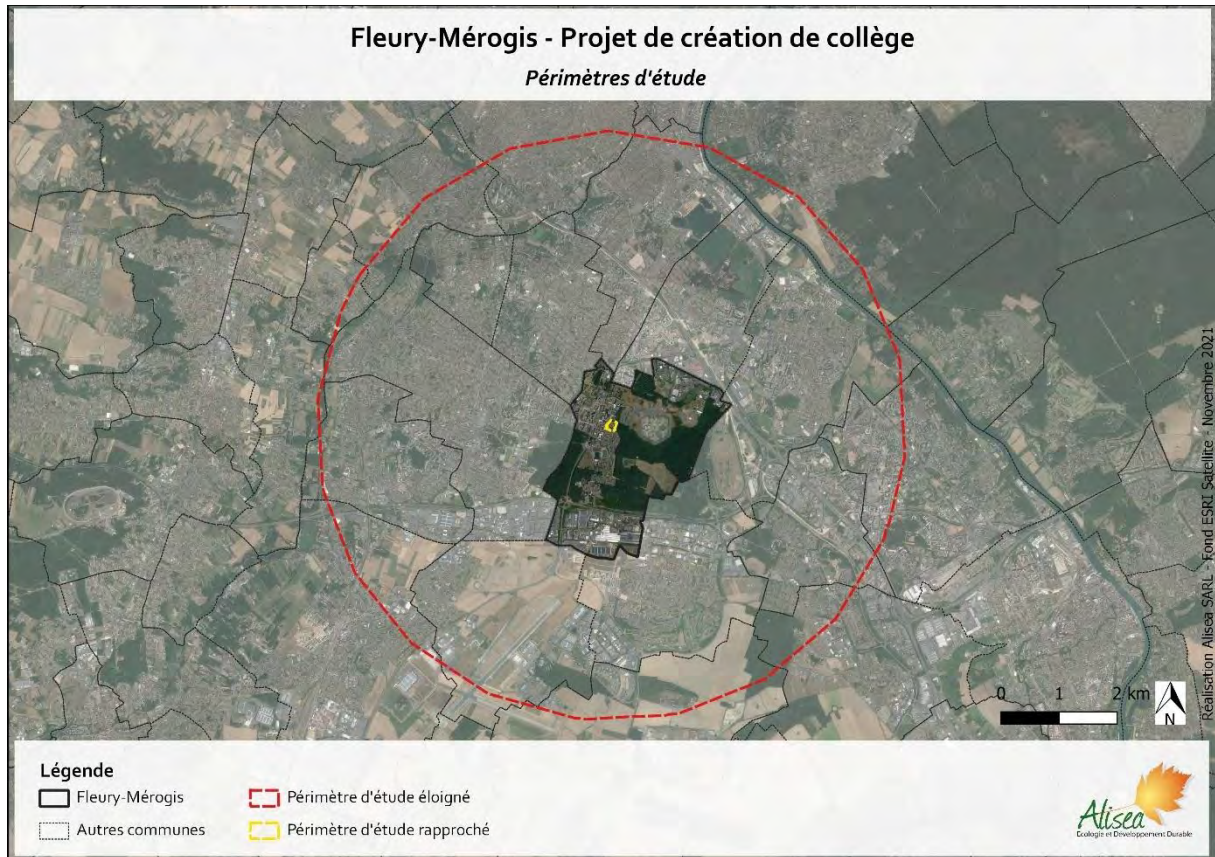 Fleury-Mérogis - Projet de création de collège
Périmètres d'étude
Réalisation Alisea SARL - Fond ESRI Satellite - Novembre 2021
0 1 2 km
N
Légende
Fleury-Mérogis
Périmètre d'étude éloigné
Autres communes
Périmètre d'étude rapproché
Alisea
Ecologie et Développement Durable